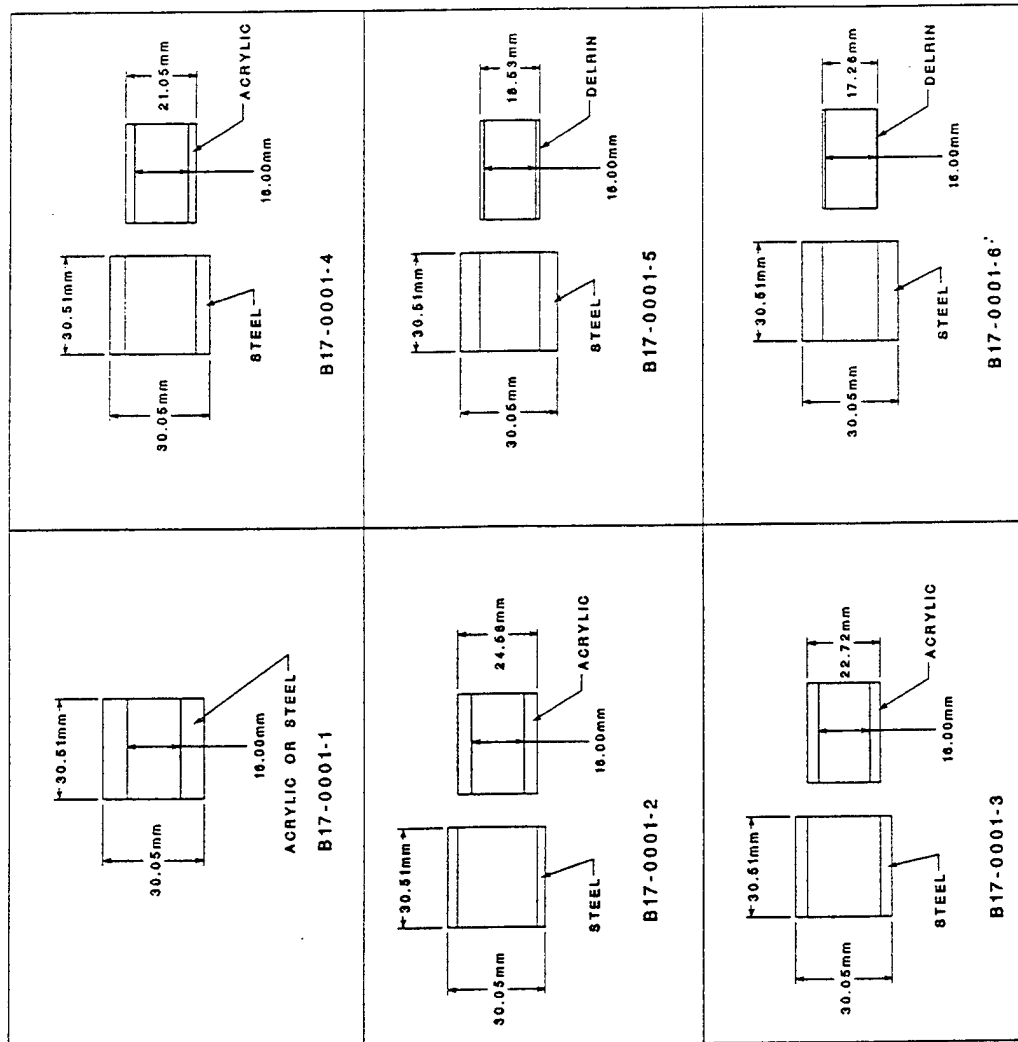 30.51mm
30.05mm
16.00mm
ACRYLIC OR STEEL
B17-0001-1
30.51mm
30.05mm
24.58mm
16.00mm
STEEL
ACRYLIC
B17-0001-2
30.51mm
30.05mm
22.72mm
16.00mm
STEEL
ACRYLIC
B17-0001-3
30.51mm
30.05mm
21.05mm
16.00mm
STEEL
ACRYLIC
B17-0001-4
30.51mm
30.05mm
18.53mm
16.00mm
STEEL
DELRIN
B17-0001-5
30.51mm
30.05mm
17.26mm
16.00mm
STEEL
DELRIN
B17-0001-6